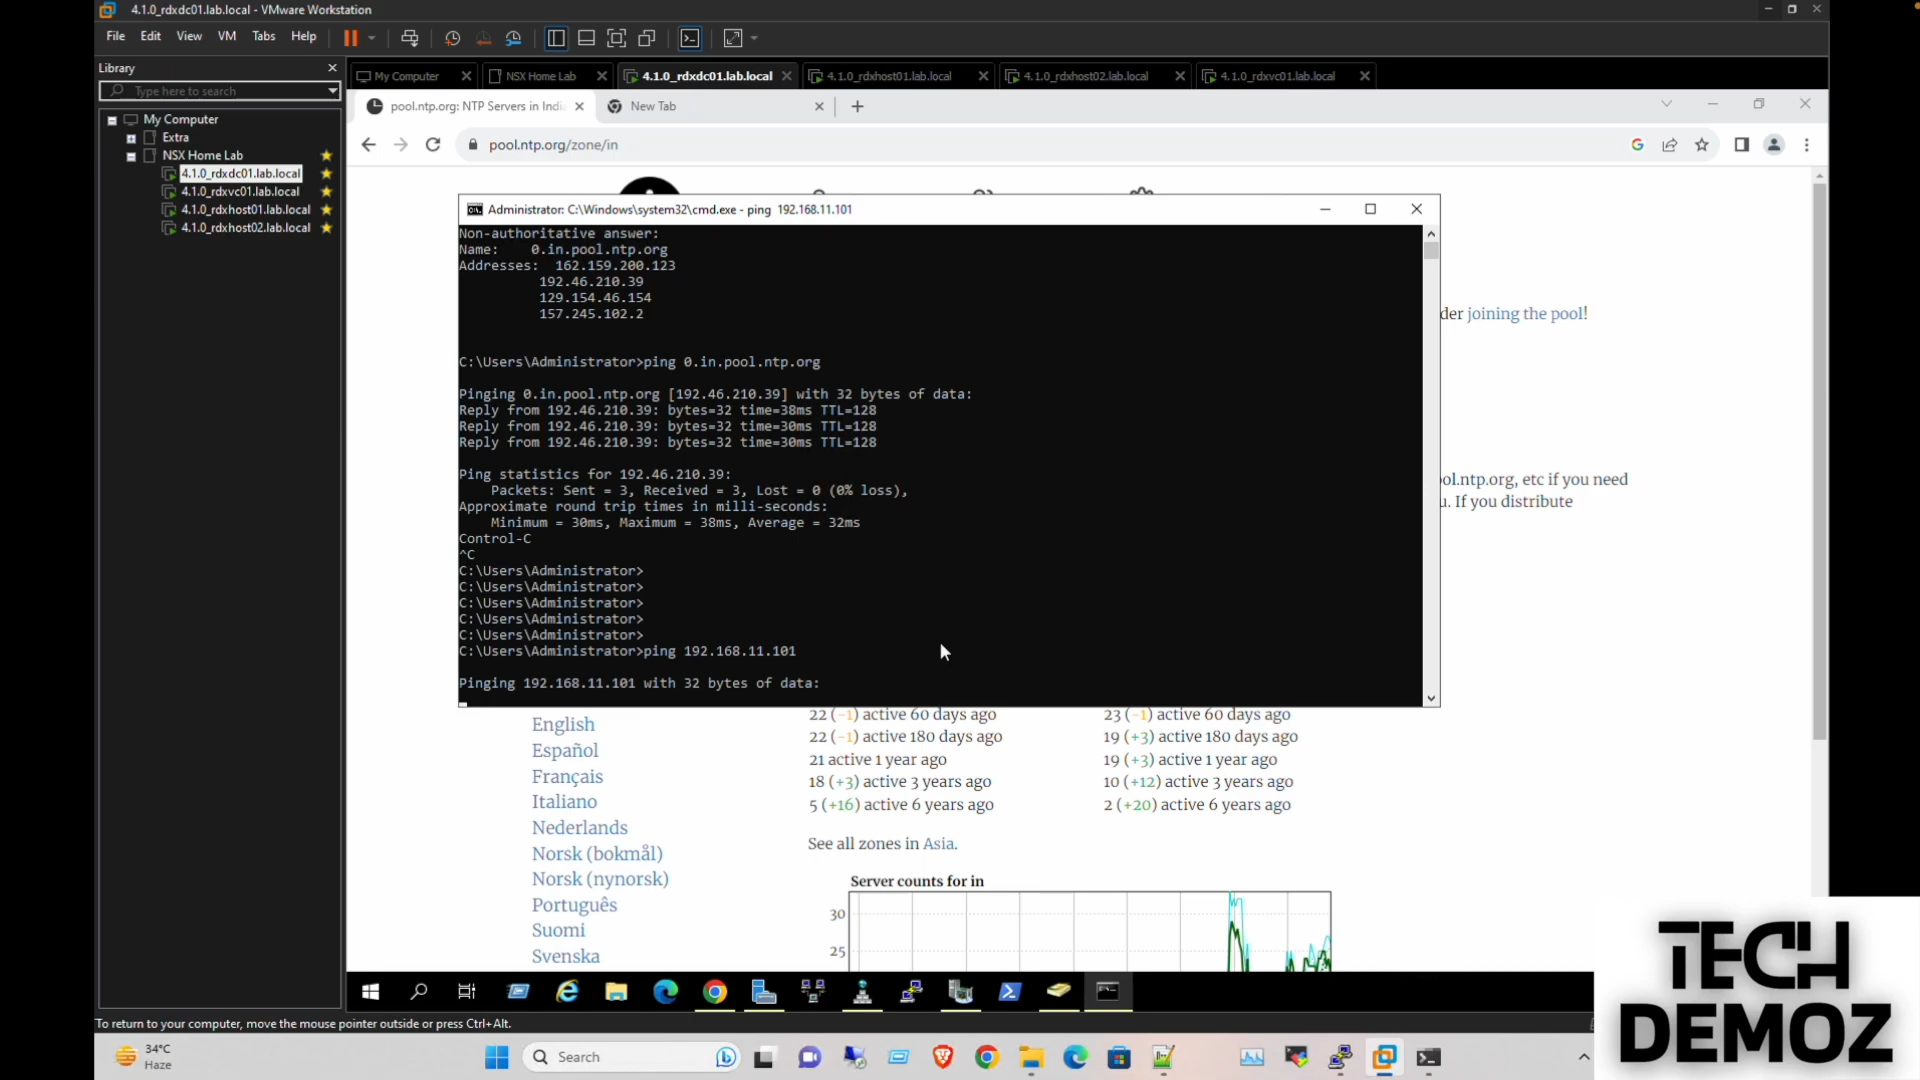 4.1.0_rdxdc01.lab.local - VMware Workstation
File Edit View VM Tabs Help
Library
Type here to search
My Computer
Extra
NSX Home Lab
4.1.0_rdxdc01.lab.local
4.1.0_rdxvc01.lab.local
4.1.0_rdxhost01.lab.local
4.1.0_rdxhost02.lab.local
My Computer NSX Home Lab 4.1.0_rdxdc01.lab.local 4.1.0_rdxhost01.lab.local 4.1.0_rdxhost02.lab.local 4.1.0_rdxvc01.lab.local
pool.ntp.org: NTP Servers in Indi New Tab
pool.ntp.org/zone/in
Administrator: C:\Windows\system32\cmd.exe - ping 192.168.11.101
Non-authoritative answer:
Name: 0.in.pool.ntp.org
Addresses: 162.159.200.123
192.46.210.39
129.154.46.154
157.245.102.2
C:\Users\Administrator>ping 0.in.pool.ntp.org
Pinging 0.in.pool.ntp.org [192.46.210.39] with 32 bytes of data:
Reply from 192.46.210.39: bytes=32 time=38ms TTL=128
Reply from 192.46.210.39: bytes=32 time=30ms TTL=128
Reply from 192.46.210.39: bytes=32 time=30ms TTL=128
Ping statistics for 192.46.210.39:
Packets: Sent = 3, Received = 3, Lost = 0 (0% loss),
Approximate round trip times in milli-seconds:
Minimum = 30ms, Maximum = 38ms, Average = 32ms
Control-C
^C
C:\Users\Administrator>
C:\Users\Administrator>
C:\Users\Administrator>
C:\Users\Administrator>
C:\Users\Administrator>
C:\Users\Administrator>ping 192.168.11.101
Pinging 192.168.11.101 with 32 bytes of data:
der joining the pool!
ol.ntp.org, etc if you need
u. If you distribute
English
Español
Français
Italiano
Nederlands
Norsk (bokmål)
Norsk (nynorsk)
Português
Suomi
Svenska
22 (-1) active 60 days ago
22 (-1) active 180 days ago
21 active 1 year ago
18 (+3) active 3 years ago
5 (+16) active 6 years ago
23 (-1) active 60 days ago
19 (+3) active 180 days ago
19 (+3) active 1 year ago
10 (+12) active 3 years ago
2 (+20) active 6 years ago
See all zones in Asia.
Server counts for in
30
25
To return to your computer, move the mouse pointer outside or press Ctrl+Alt.
34°C
Haze
Search
TECH
DEMOZ